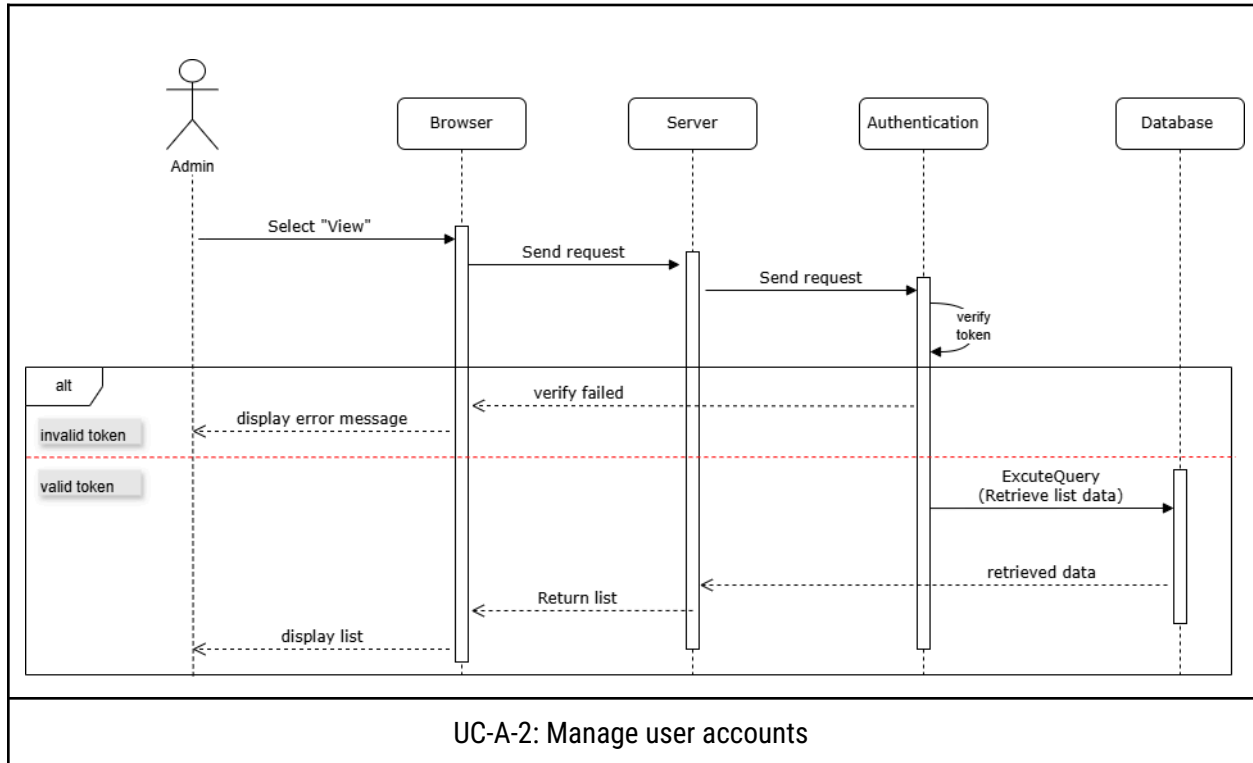 Admin
Browser
Server
Authentication
Database
Select "View"
Send request
Send request
verify
token
alt
verify failed
display error message
invalid token
valid token
ExcuteQuery
(Retrieve list data)
retrieved data
Return list
display list
UC-A-2: Manage user accounts